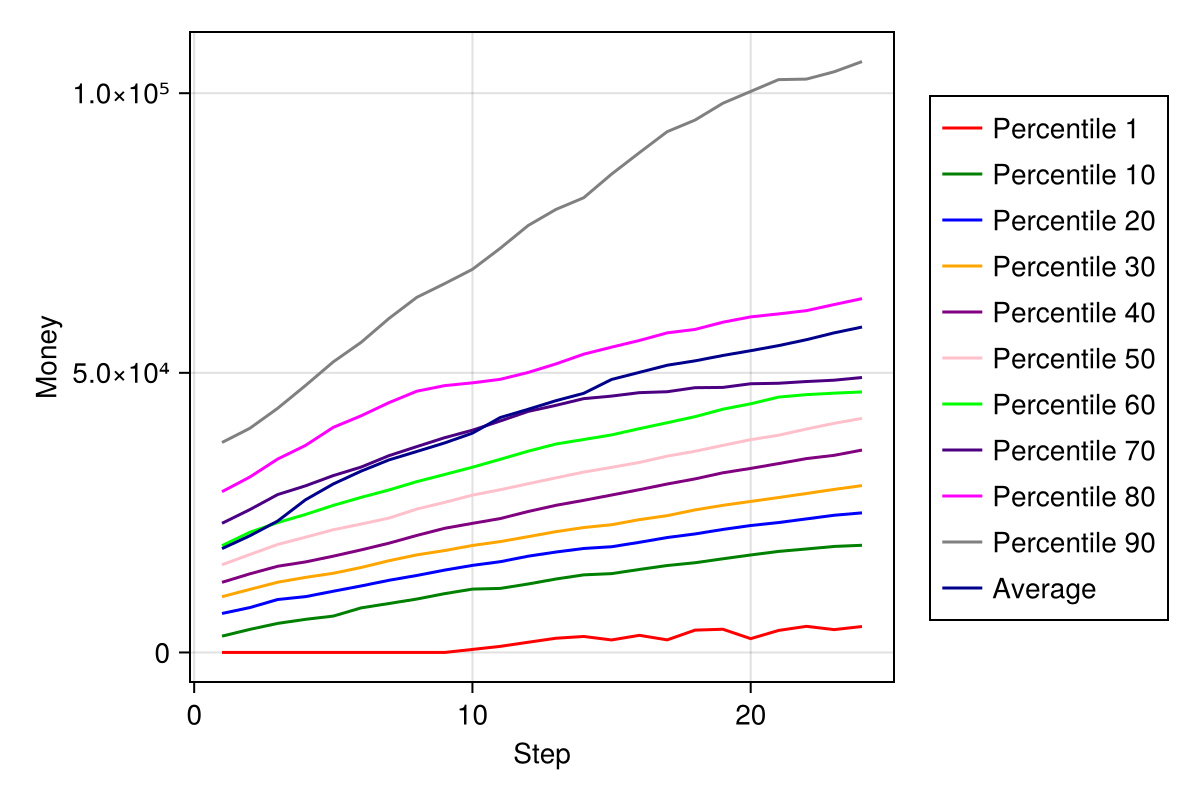 1.0×10⁵
5.0×10⁴
0
Money
0
10
20
Step
Percentile 1
Percentile 10
Percentile 20
Percentile 30
Percentile 40
Percentile 50
Percentile 60
Percentile 70
Percentile 80
Percentile 90
Average